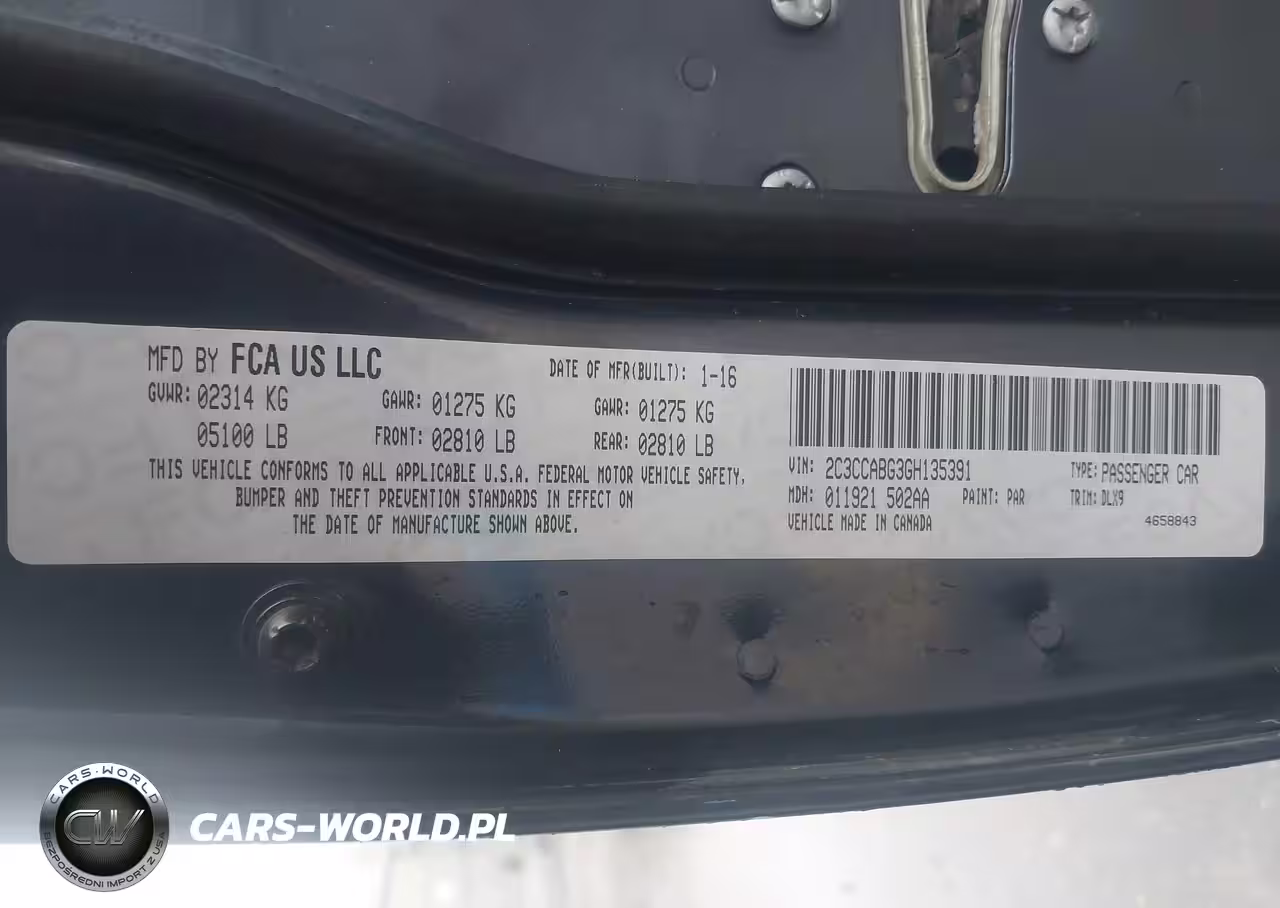 MFD BY FCA US LLC
DATE OF MFR(BUILT): 1-16
GVWR: 02314 KG
GAWR: 01275 KG
GAWR: 01275 KG
05100 LB
FRONT: 02810 LB
REAR: 02810 LB
THIS VEHICLE CONFORMS TO ALL APPLICABLE U.S.A. FEDERAL MOTOR VEHICLE SAFETY,
BUMPER AND THEFT PREVENTION STANDARDS IN EFFECT ON
THE DATE OF MANUFACTURE SHOWN ABOVE.
VIN: 2C3CCABG3GH135391
TYPE: PASSENGER CAR
MDH: 011921 502AA
PAINT: PAR
TRIM: DLX9
VEHICLE MADE IN CANADA
4658843
CARS-WORLD
CW
BEZPOŚREDNI IMPORT Z USA
CARS-WORLD.PL